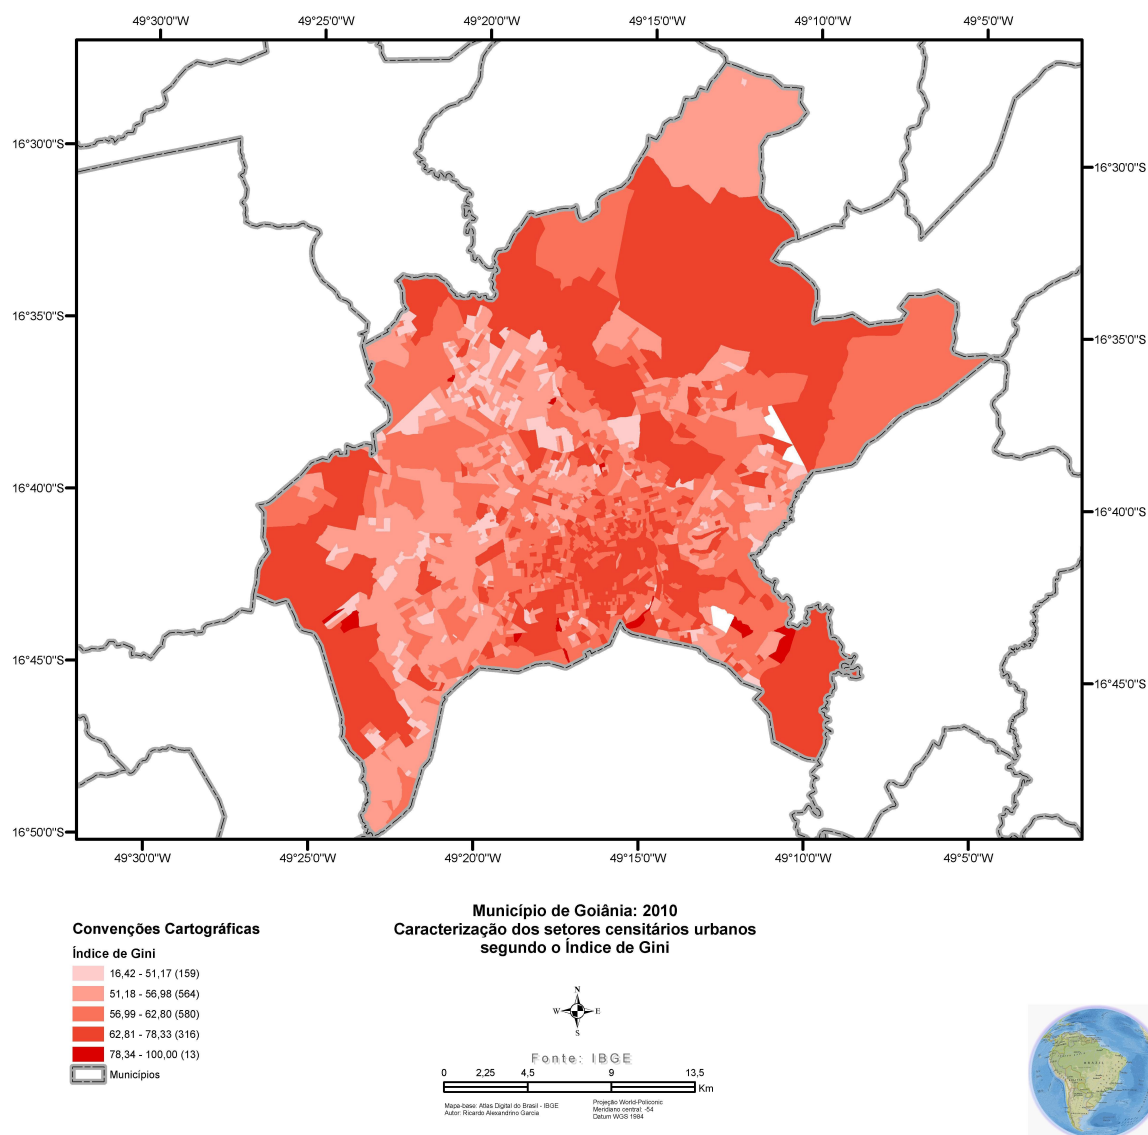 49°30'0"W 49°25'0"W 49°20'0"W 49°15'0"W 49°10'0"W 49°5'0"W
16°30'0"S
16°30'0"S
16°35'0"S
16°35'0"S
16°40'0"S
16°40'0"S
16°45'0"S
16°45'0"S
16°50'0"S
49°30'0"W 49°25'0"W 49°20'0"W 49°15'0"W 49°10'0"W 49°5'0"W
Município de Goiânia: 2010
Caracterização dos setores censitários urbanos
segundo o Índice de Gini
Convenções Cartográficas
Índice de Gini
16,42 - 51,17 (159)
51,18 - 56,98 (564)
56,99 - 62,80 (580)
62,81 - 78,33 (316)
78,34 - 100,00 (13)
Municípios
N
W E
S
Fonte: IBGE
0 2,25 4,5 9 13,5
Km
Mapa-base: Atlas Digital do Brasil - IBGE
Autor: Ricardo Alexandrino Garcia
Projeção World-Policonic
Meridiano central: -54
Datum WGS 1984